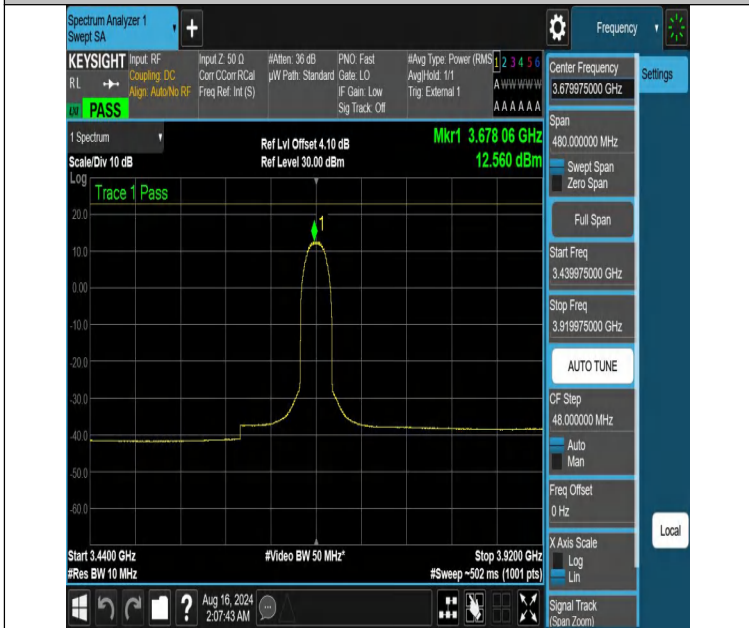 Spectrum Analyzer 1
Swept SA
+
Frequency
KEYSIGHT
RL
LXI
PASS
Input: RF
Coupling: DC
Align: Auto/No RF
Input Z: 50 Ω
Corr CCorr RCal
Freq Ref: Int (S)
#Atten: 36 dB
µW Path: Standard
PNO: Fast
Gate: LO
IF Gain: Low
Sig Track: Off
#Avg Type: Power (RMS
Avg|Hold: 1/1
Trig: External 1
1 2 3 4 5 6
A W W W W W
A A A A A A
1 Spectrum
Scale/Div 10 dB
Ref Lvl Offset 4.10 dB
Ref Level 30.00 dBm
Mkr1 3.678 06 GHz
12.560 dBm
Log
Trace 1 Pass
1
20.0
10.0
0.00
-10.0
-20.0
-30.0
-40.0
-50.0
-60.0
Start 3.4400 GHz
#Res BW 10 MHz
#Video BW 50 MHz*
Stop 3.9200 GHz
#Sweep ~502 ms (1001 pts)
?
Aug 16, 2024
2:07:43 AM
Center Frequency
3.679975000 GHz
Settings
Span
480.000000 MHz
Swept Span
Zero Span
Full Span
Start Freq
3.439975000 GHz
Stop Freq
3.919975000 GHz
AUTO TUNE
CF Step
48.000000 MHz
Auto
Man
Freq Offset
0 Hz
Local
X Axis Scale
Log
Lin
Signal Track
(Span Zoom)